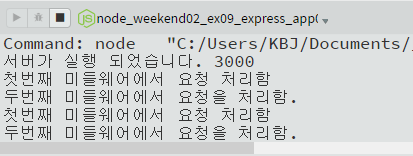 node_weekend02_ex09_express_app0
Command: node "C:/Users/KBJ/Documents/
서버가 실행 되었습니다. 3000
첫번째 미들웨어에서 요청 처리함
두번째 미들웨어에서 요청을 처리함.
첫번째 미들웨어에서 요청 처리함
두번째 미들웨어에서 요청을 처리함.